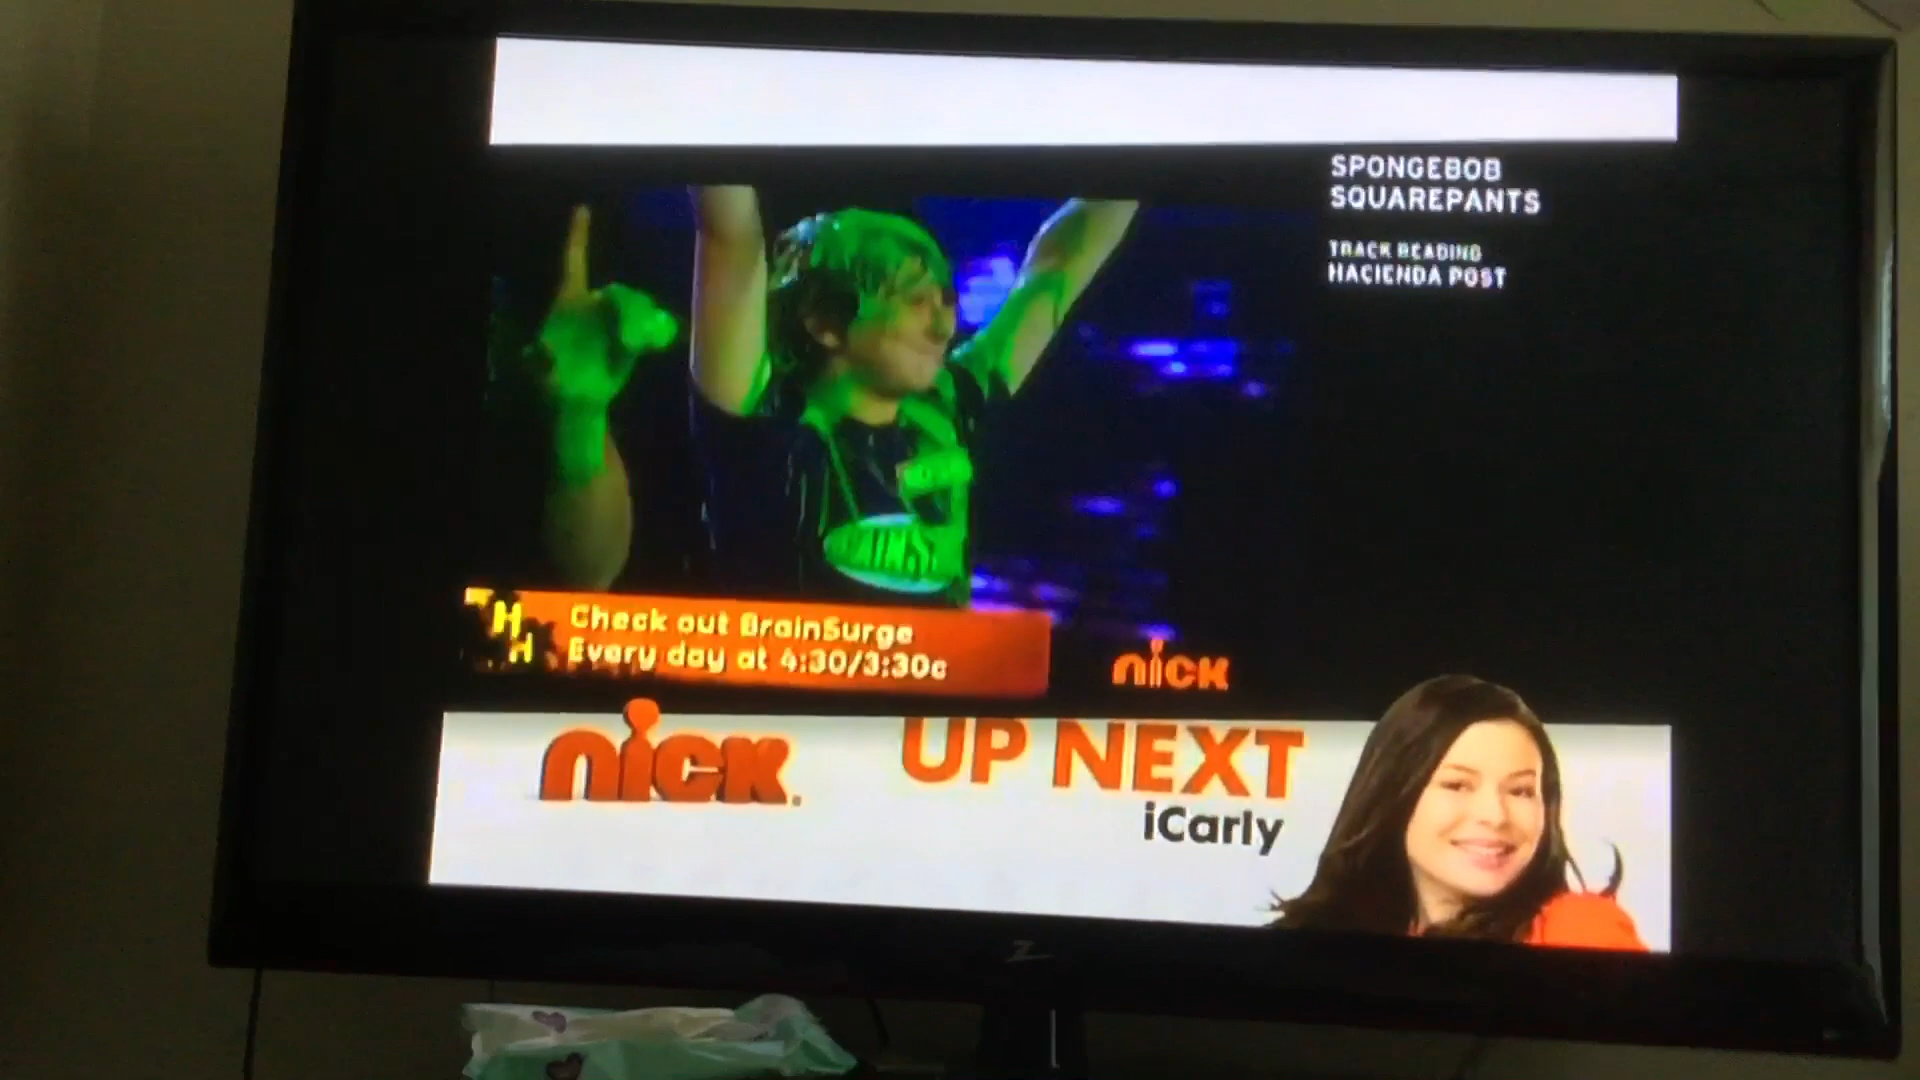 SPONGEBOB
SQUAREPANTS
TRACK READING
HACIENDA POST
H
H
Check out BrainSurge
Every day at 4:30/3:30c
nick
nick
UP NEXT
iCarly
Z